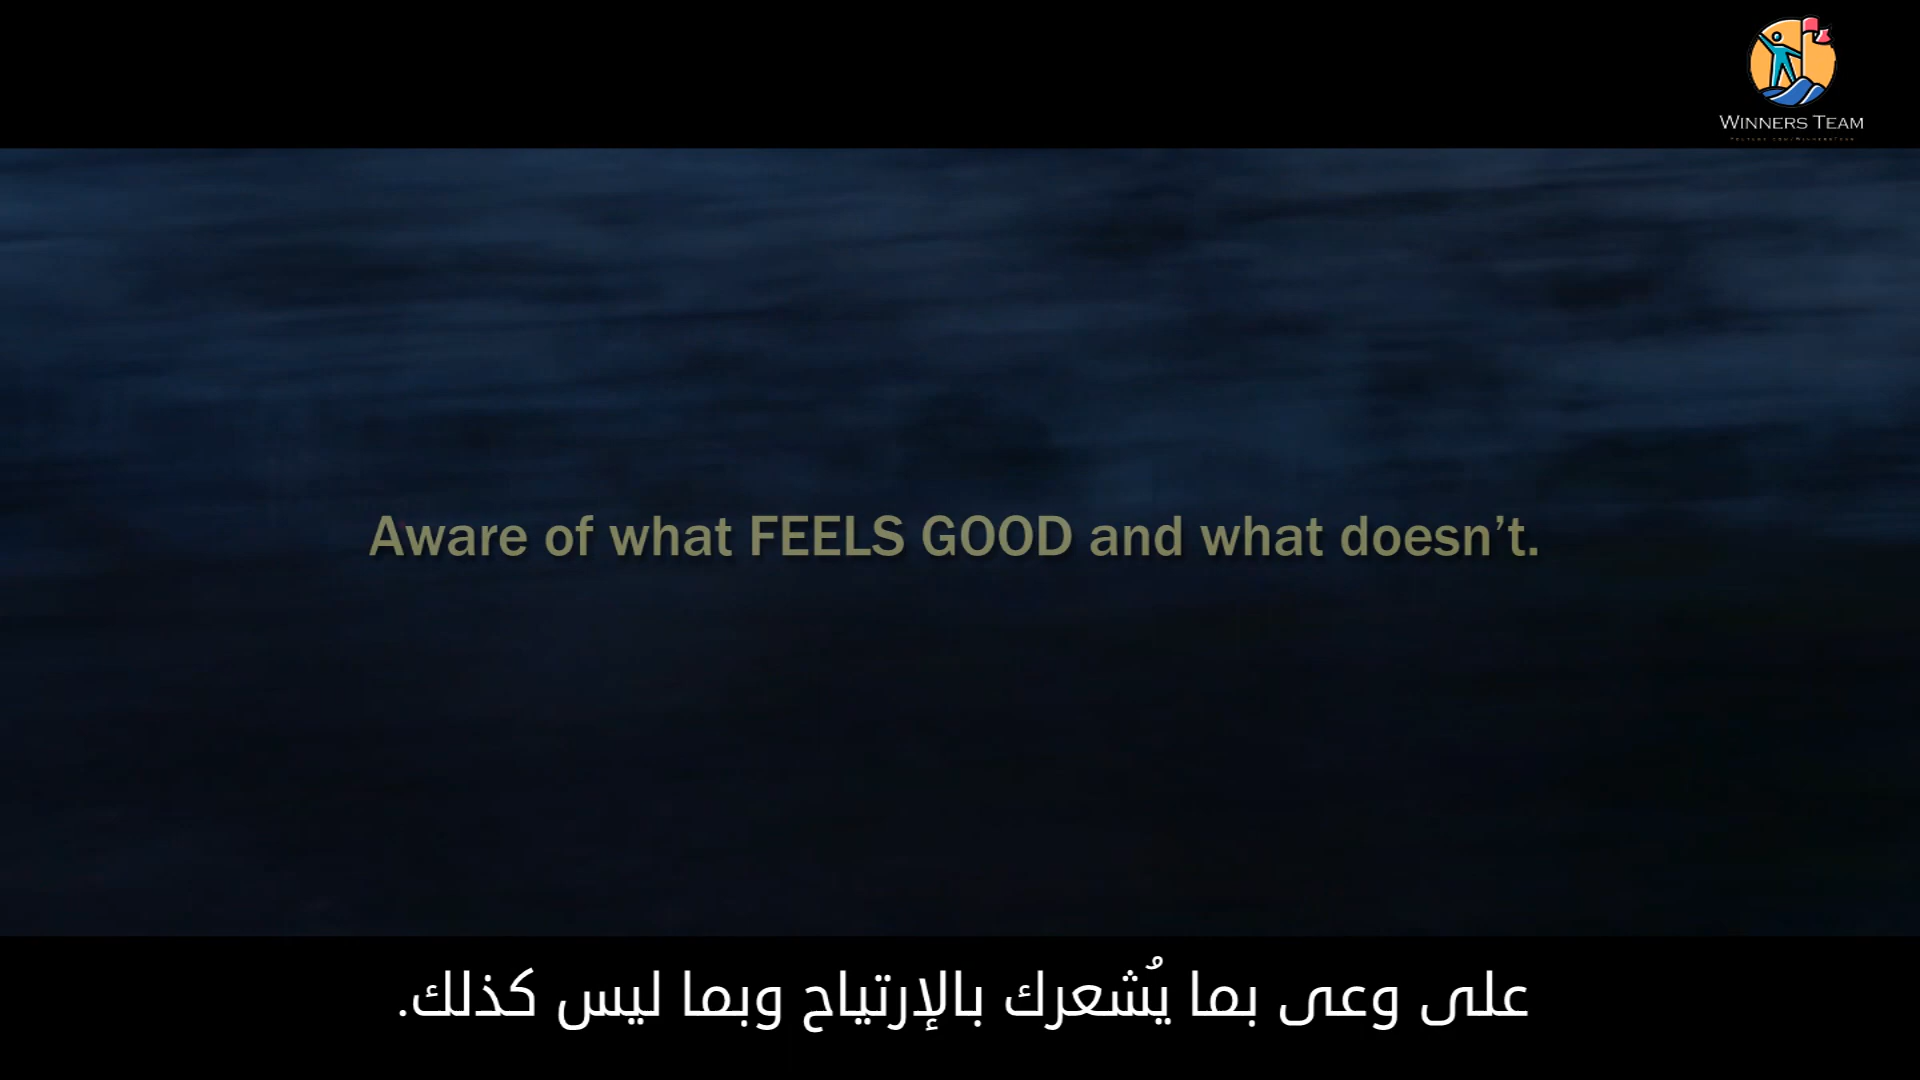 WINNERS TEAM
Aware of what FEELS GOOD and what doesn’t.
على وعى بما يُشعرك بالإرتياح وبما ليس كذلك.